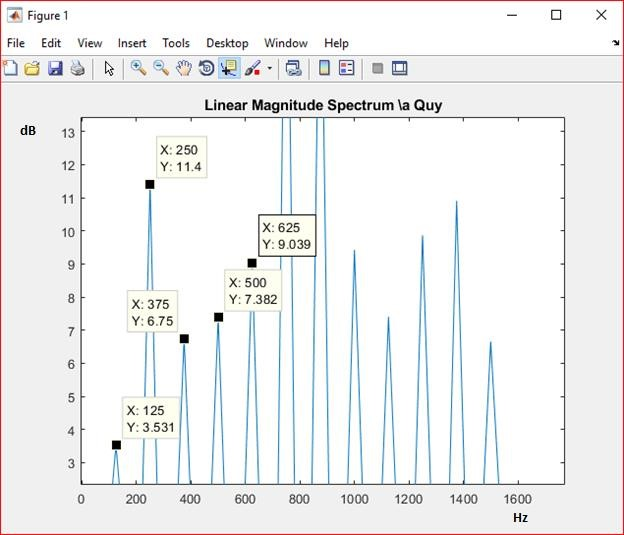 Figure 1
File Edit View Insert Tools Desktop Window Help
Linear Magnitude Spectrum \a Quy
dB
13
12
11
10
9
8
7
6
5
4
3
X: 250
Y: 11.4
X: 625
Y: 9.039
X: 500
Y: 7.382
X: 375
Y: 6.75
X: 125
Y: 3.531
0 200 400 600 800 1000 1200 1400 1600
Hz